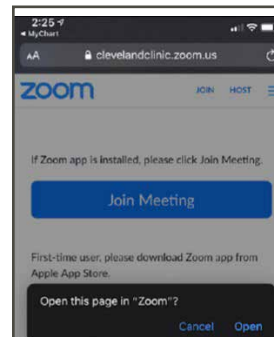 2:25
MyChart
AA clevelandclinic.zoom.us
zoom JOIN HOST
If Zoom app is installed, please click Join Meeting.
Join Meeting
First-time user, please download Zoom app from
Apple App Store.
Open this page in "Zoom"?
Cancel Open